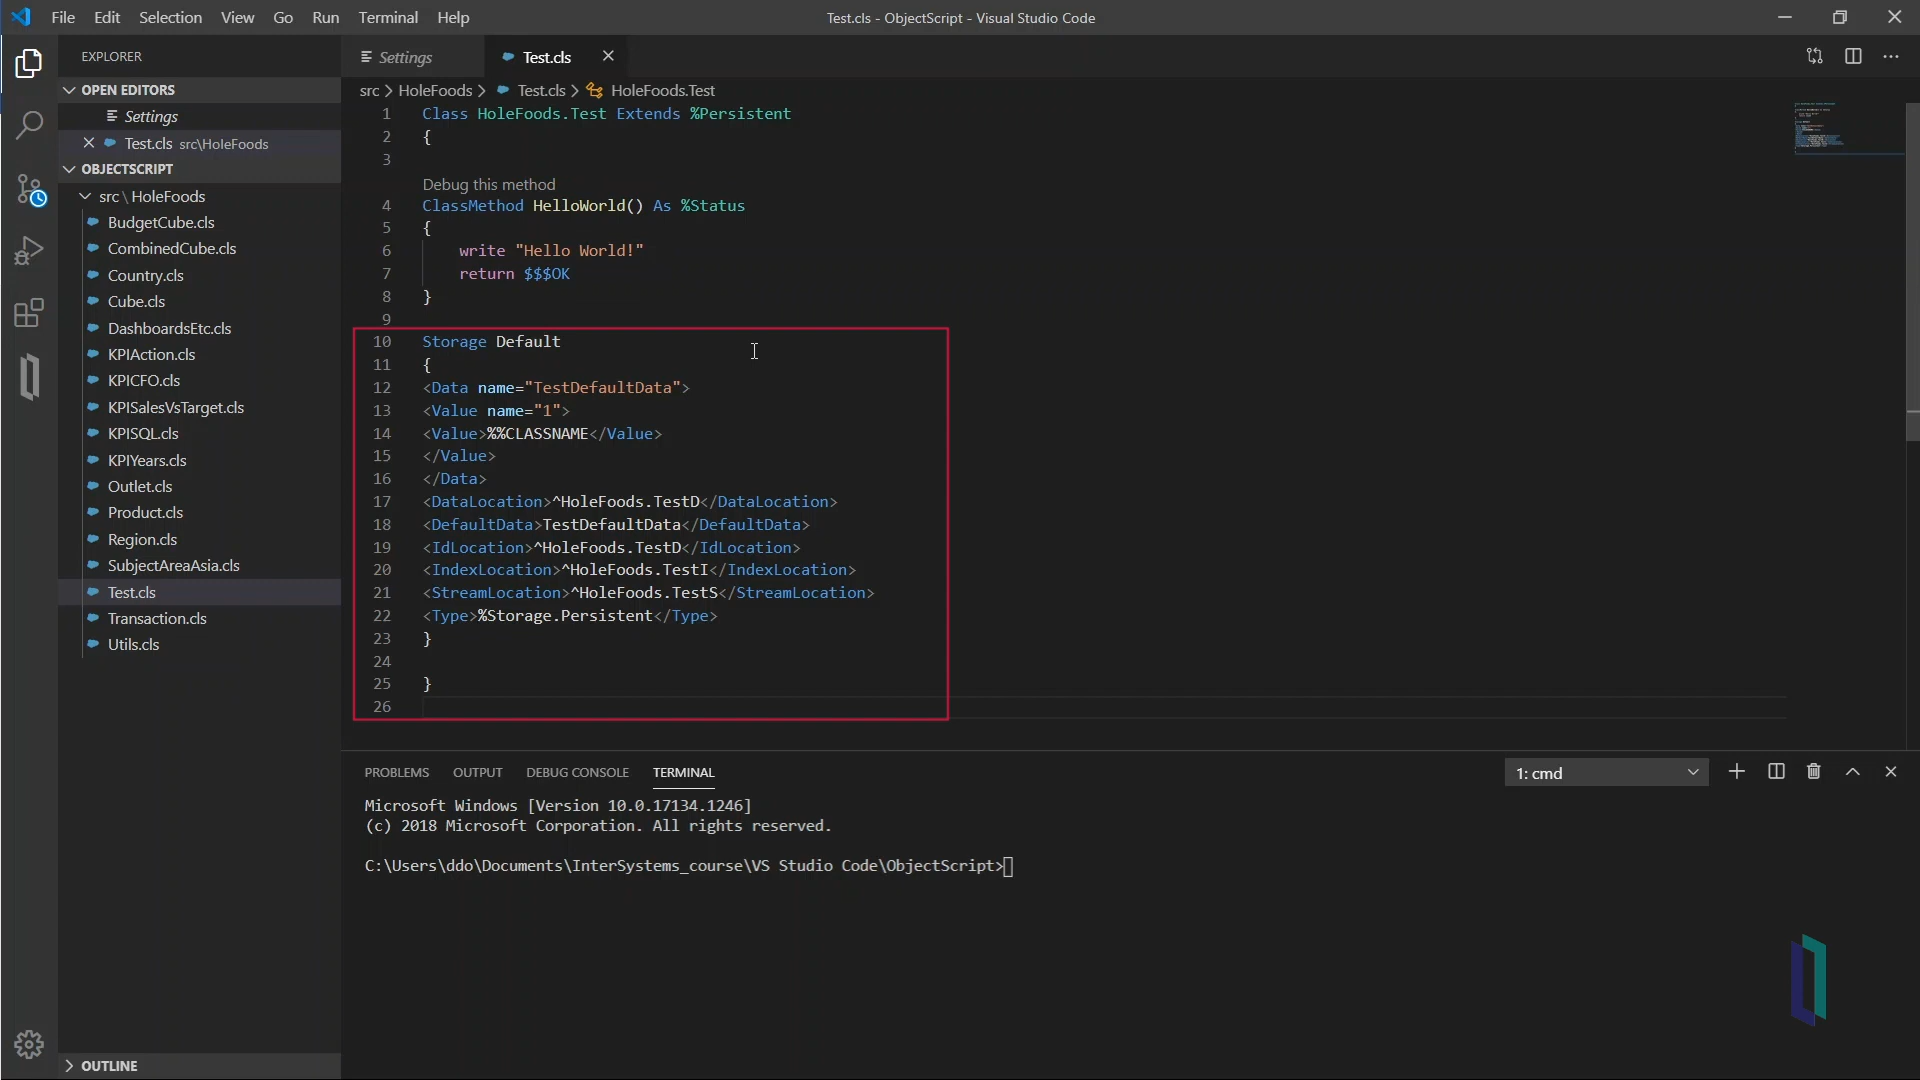 File Edit Selection View Go Run Terminal Help
Test.cls - ObjectScript - Visual Studio Code
EXPLORER
OPEN EDITORS
Settings
Test.cls src\HoleFoods
OBJECTSCRIPT
src \ HoleFoods
BudgetCube.cls
CombinedCube.cls
Country.cls
Cube.cls
DashboardsEtc.cls
KPIAction.cls
KPICFO.cls
KPISalesVsTarget.cls
KPISQL.cls
KPIYears.cls
Outlet.cls
Product.cls
Region.cls
SubjectAreaAsia.cls
Test.cls
Transaction.cls
Utils.cls
OUTLINE
Settings Test.cls
src > HoleFoods > Test.cls > HoleFoods.Test
1 Class HoleFoods.Test Extends %Persistent
2 {
3
Debug this method
4 ClassMethod HelloWorld() As %Status
5 {
6 write "Hello World!"
7 return $$$OK
8 }
9
10 Storage Default
11 {
12 <Data name="TestDefaultData">
13 <Value name="1">
14 <Value>%%CLASSNAME</Value>
15 </Value>
16 </Data>
17 <DataLocation>^HoleFoods.TestD</DataLocation>
18 <DefaultData>TestDefaultData</DefaultData>
19 <IdLocation>^HoleFoods.TestD</IdLocation>
20 <IndexLocation>^HoleFoods.TestI</IndexLocation>
21 <StreamLocation>^HoleFoods.TestS</StreamLocation>
22 <Type>%Storage.Persistent</Type>
23 }
24
25 }
26
PROBLEMS OUTPUT DEBUG CONSOLE TERMINAL
1: cmd
Microsoft Windows [Version 10.0.17134.1246]
(c) 2018 Microsoft Corporation. All rights reserved.
C:\Users\ddo\Documents\InterSystems_course\VS Studio Code\ObjectScript>